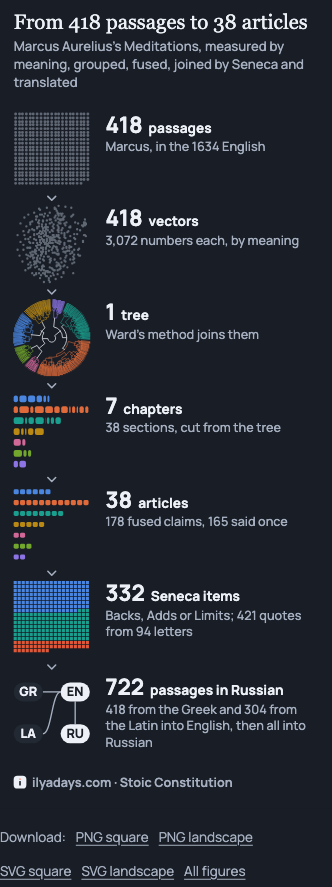 From 418 passages to 38 articles
Marcus Aurelius's Meditations, measured by
meaning, grouped, fused, joined by Seneca and
translated
418 passages
Marcus, in the 1634 English
418 vectors
3,072 numbers each, by meaning
1 tree
Ward's method joins them
7 chapters
38 sections, cut from the tree
38 articles
178 fused claims, 165 said once
332 Seneca items
Backs, Adds or Limits; 421 quotes
from 94 letters
GR EN
LA RU
722 passages in Russian
418 from the Greek and 304 from
the Latin into English, then all into
Russian
i ilyadays.com · Stoic Constitution
Download: PNG square PNG landscape
SVG square SVG landscape All figures